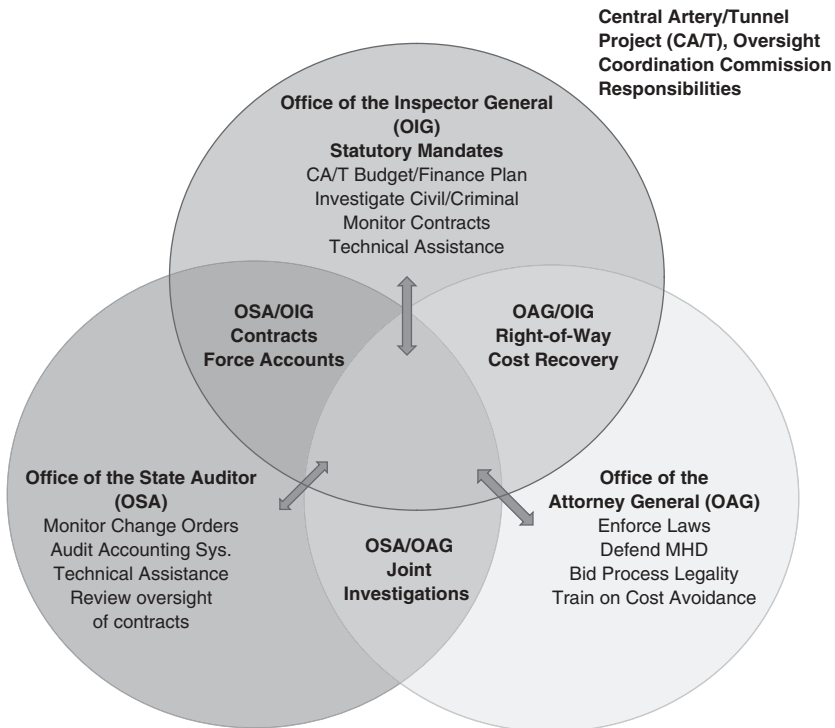 Central Artery/Tunnel
Project (CA/T), Oversight
Coordination Commission
Responsibilities
Office of the Inspector General
(OIG)
Statutory Mandates
CA/T Budget/Finance Plan
Investigate Civil/Criminal
Monitor Contracts
Technical Assistance
OSA/OIG
Contracts
Force Accounts
OAG/OIG
Right-of-Way
Cost Recovery
Office of the State Auditor
(OSA)
Monitor Change Orders
Audit Accounting Sys.
Technical Assistance
Review oversight
of contracts
OSA/OAG
Joint
Investigations
Office of the
Attorney General (OAG)
Enforce Laws
Defend MHD
Bid Process Legality
Train on Cost Avoidance